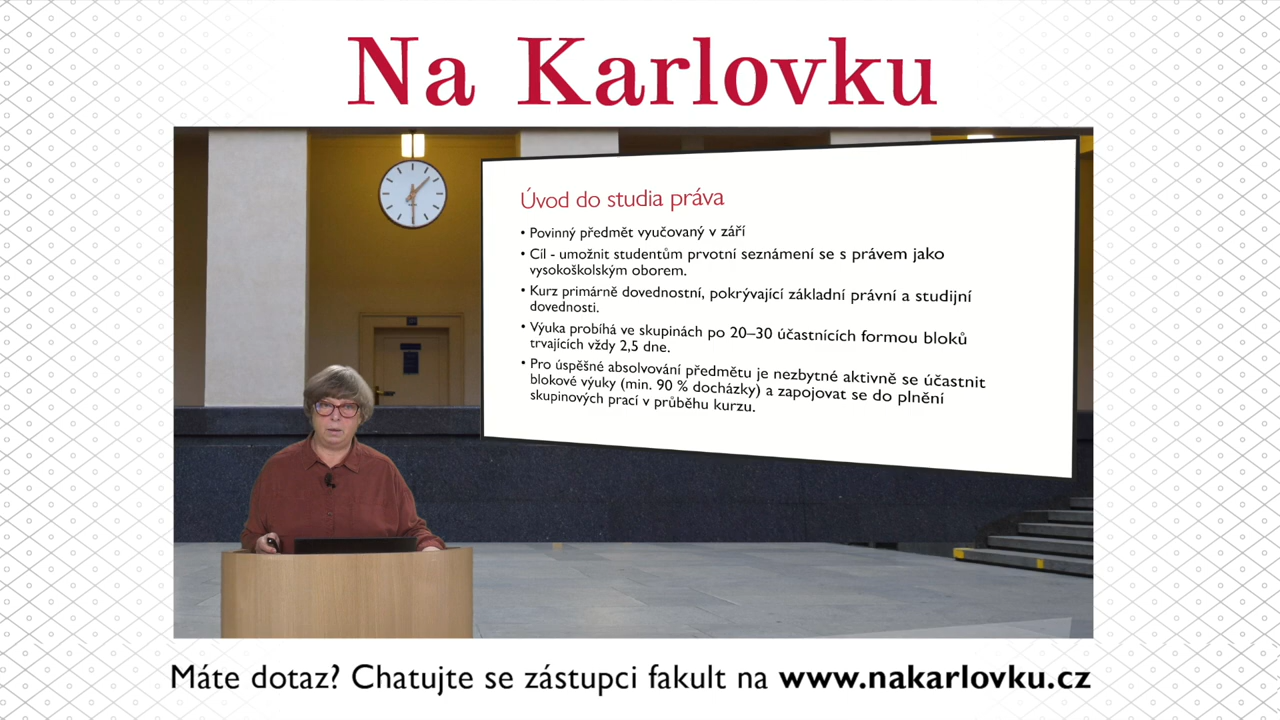 Na Karlovku
Úvod do studia práva
• Povinný předmět vyučovaný v září
• Cíl - umožnit studentům prvotní seznámení se s právem jako
vysokoškolským oborem.
• Kurz primárně dovednostní, pokrývající základní právní a studijní
dovednosti.
• Výuka probíhá ve skupinách po 20–30 účastnících formou bloků
trvajících vždy 2,5 dne.
• Pro úspěšné absolvování předmětu je nezbytné aktivně se účastnit
blokové výuky (min. 90 % docházky) a zapojovat se do plnění
skupinových prací v průběhu kurzu.
Máte dotaz? Chatujte se zástupci fakult na www.nakarlovku.cz